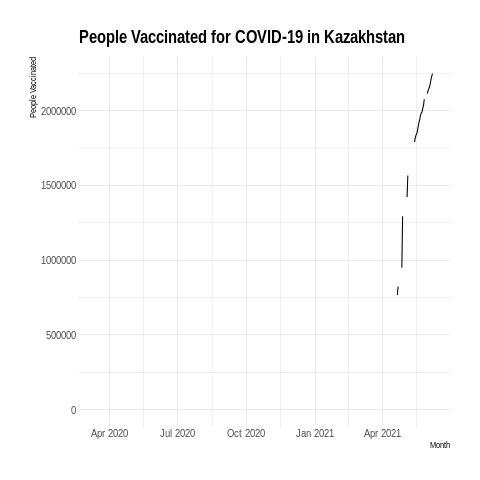 People Vaccinated for COVID-19 in Kazakhstan
People Vaccinated
2000000
1500000
1000000
500000
0
Apr 2020 Jul 2020 Oct 2020 Jan 2021 Apr 2021
Month